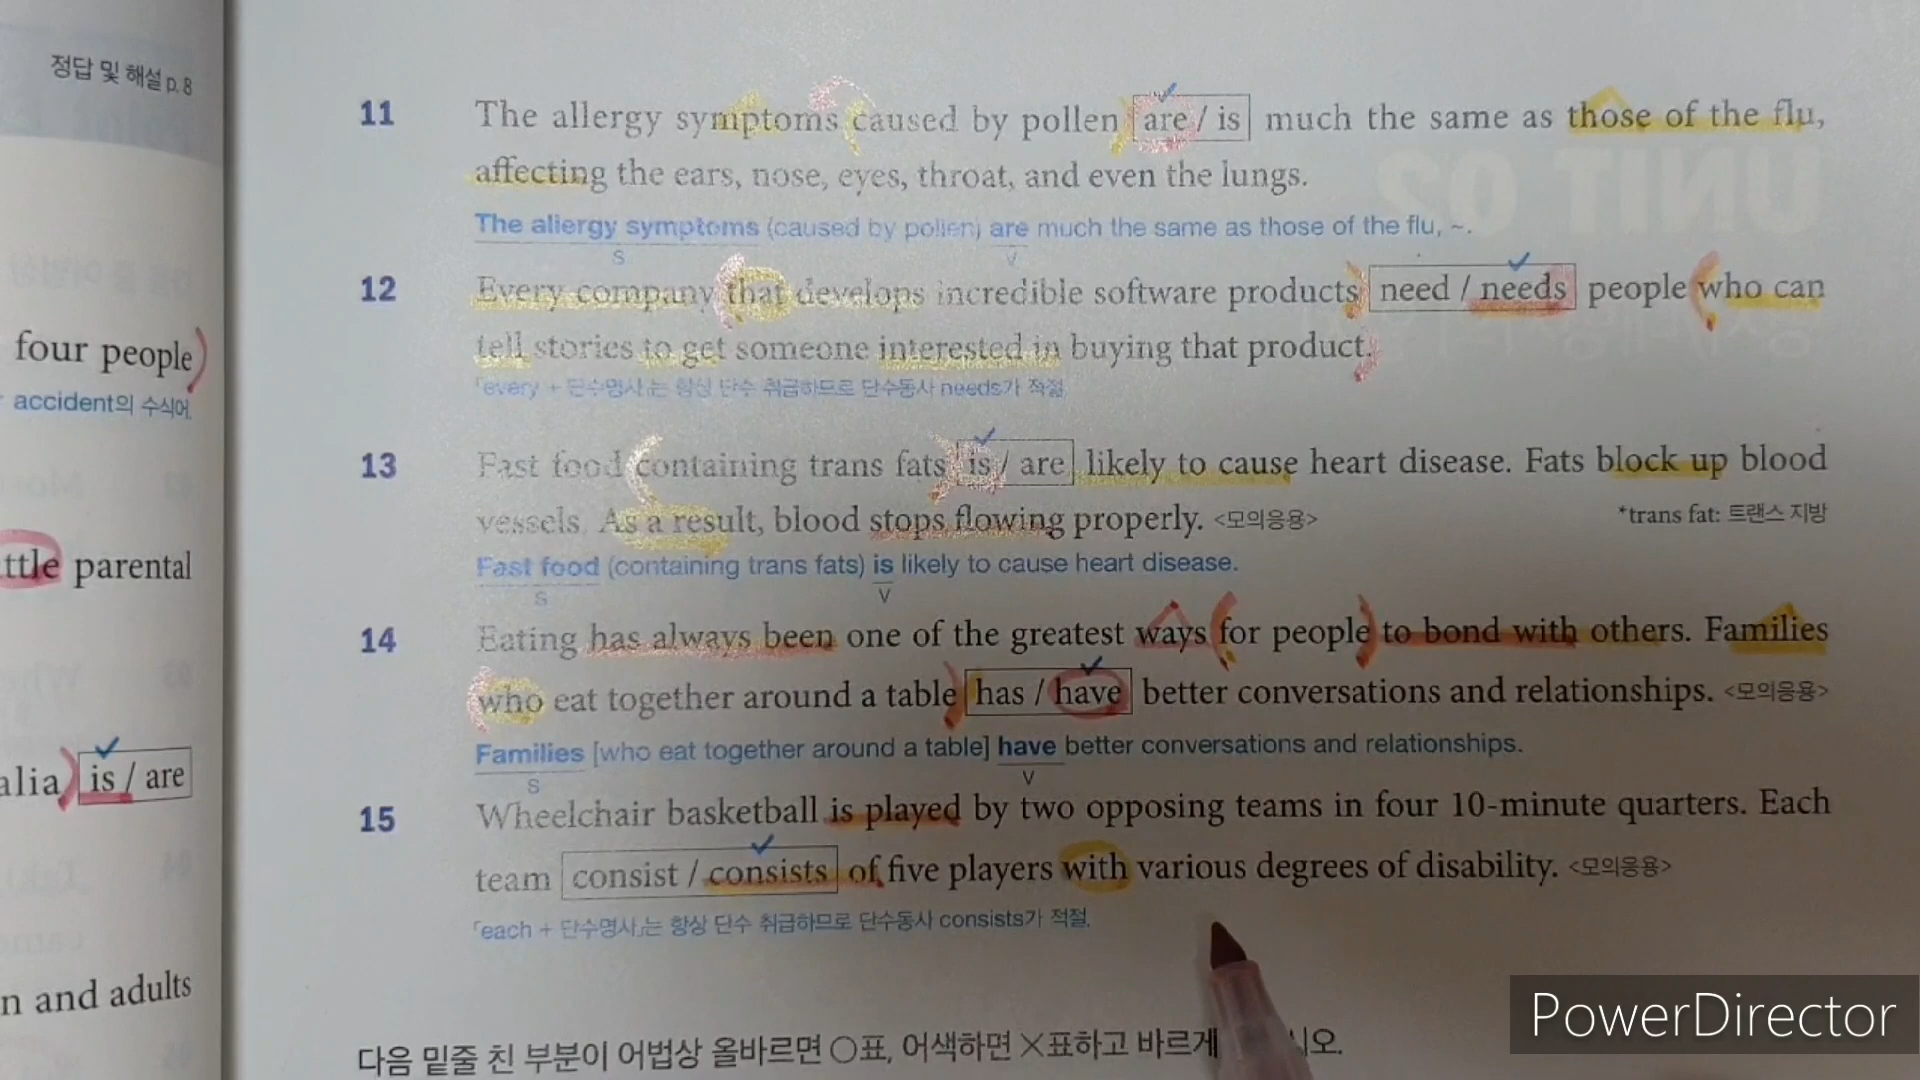 정답 및 해설 p.8
four people)
accident의 수식어
ttle parental
alia) is / are
n and adults
11 The allergy symptoms caused by pollen are / is much the same as those of the flu,
affecting the ears, nose, eyes, throat, and even the lungs.
The allergy symptoms (caused by pollen) are much the same as those of the flu, ~.
S V
12 Every company that develops incredible software products need / needs people who can
tell stories to get someone interested in buying that product.
「every + 단수명사」는 항상 단수 취급하므로 단수동사 needs가 적절
13 Fast food containing trans fats is / are likely to cause heart disease. Fats block up blood
vessels. As a result, blood stops flowing properly. <모의응용> *trans fat: 트랜스 지방
Fast food (containing trans fats) is likely to cause heart disease.
S V
14 Eating has always been one of the greatest ways for people to bond with others. Families
who eat together around a table has / have better conversations and relationships. <모의응용>
Families [who eat together around a table] have better conversations and relationships.
S V
15 Wheelchair basketball is played by two opposing teams in four 10-minute quarters. Each
team consist / consists of five players with various degrees of disability. <모의응용>
「each + 단수명사」는 항상 단수 취급하므로 단수동사 consists가 적절.
다음 밑줄 친 부분이 어법상 올바르면 ○표, 어색하면 ×표하고 바르게 시오.
PowerDirector